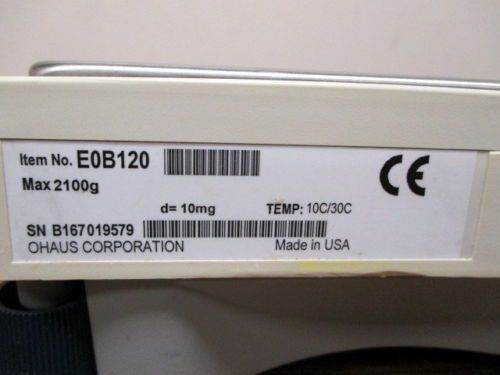 Item No. E0B120
CE
Max 2100g
d= 10mg TEMP: 10C/30C
SN B167019579
OHAUS CORPORATION Made in USA